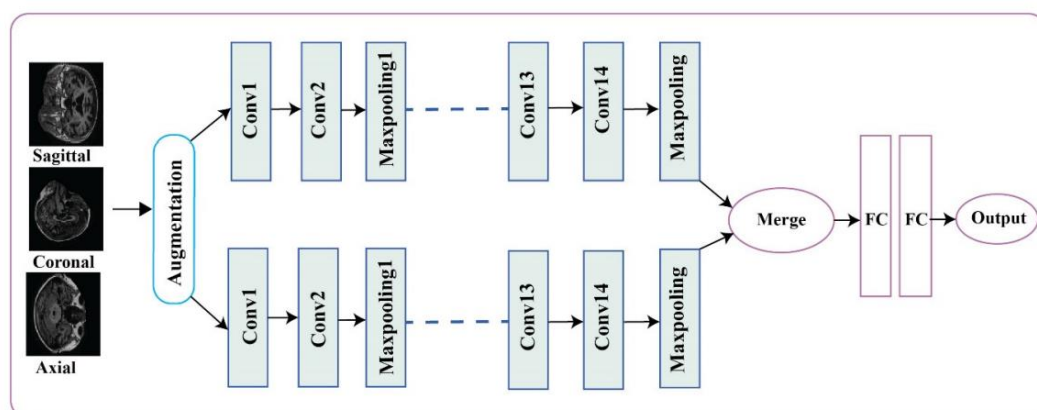 Sagittal
Coronal
Axial
Augmentation
Conv1
Conv2
Maxpooling1
Conv13
Conv14
Maxpooling
Conv1
Conv2
Maxpooling1
Conv13
Conv14
Maxpooling
Merge
FC
FC
Output